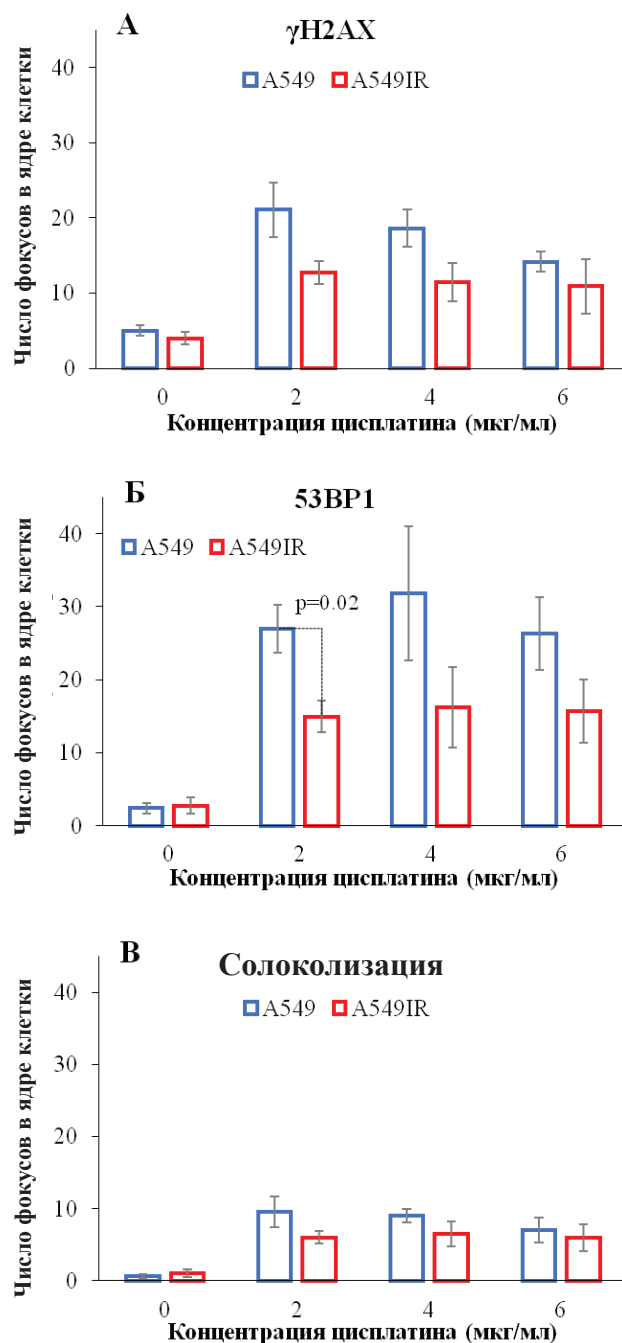 А
γH2AX
A549 A549IR
Число фокусов в ядре клетки
40
30
20
10
0
0 2 4 6
Концентрация цисплатина (мкг/мл)
Б
53BP1
A549 A549IR
p=0.02
Число фокусов в ядре клетки
40
30
20
10
0
0 2 4 6
Концентрация цисплатина (мкг/мл)
В
Солоколизация
A549 A549IR
Число фокусов в ядре клетки
40
30
20
10
0
0 2 4 6
Концентрация цисплатина (мкг/мл)